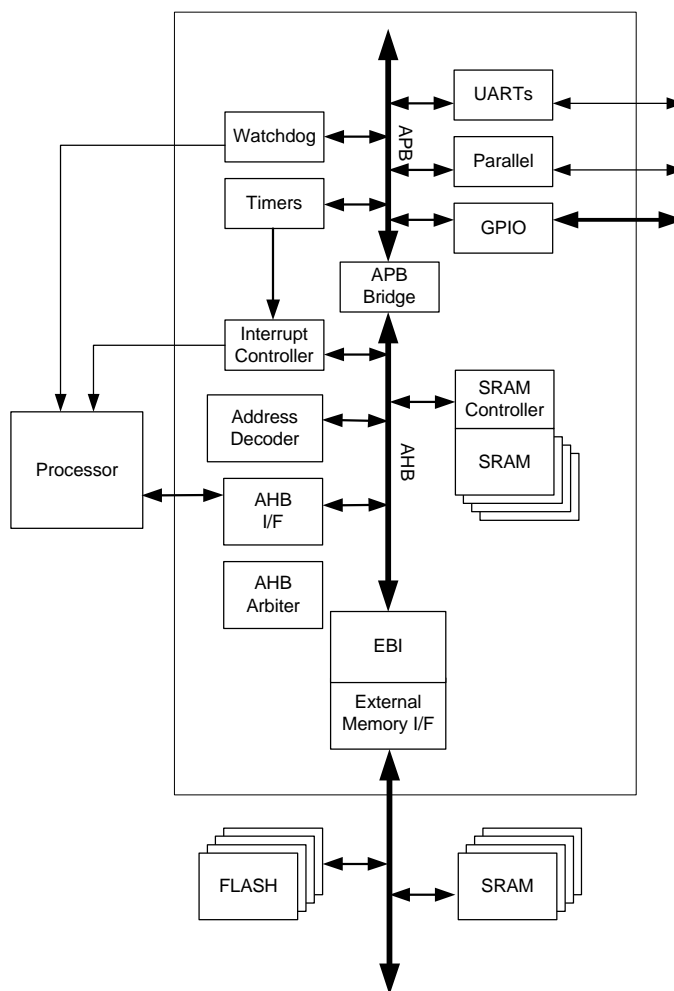 UARTs
Watchdog
APB
Parallel
Timers
GPIO
APB
Bridge
Interrupt
Controller
SRAM
Controller
Address
Decoder
AHB
SRAM
Processor
AHB
I/F
AHB
Arbiter
EBI
External
Memory I/F
FLASH
SRAM